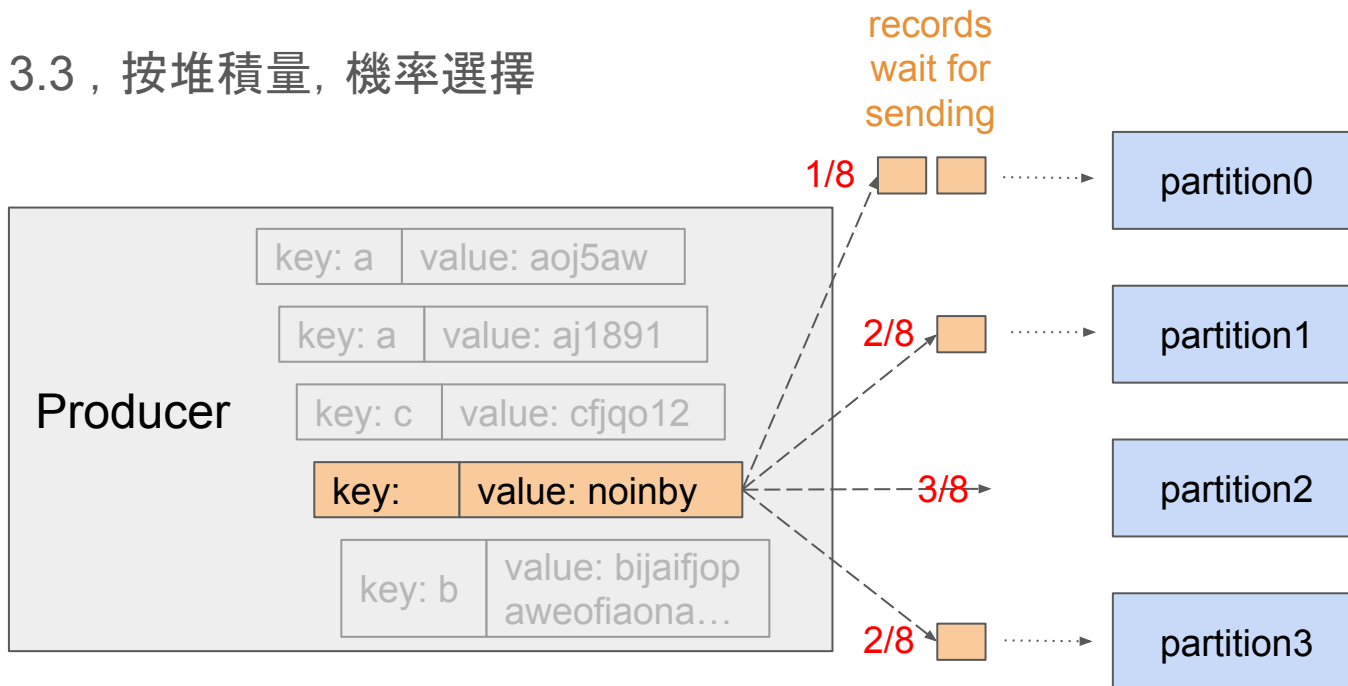 3.3 , 按堆積量, 機率選擇
records
wait for
sending
1/8
partition0
key: a
value: aoj5aw
key: a
value: aj1891
2/8
partition1
Producer
key: c
value: cfjqo12
key:
value: noinby
3/8
partition2
key: b
value: bijaifjop
aweofiaona…
2/8
partition3